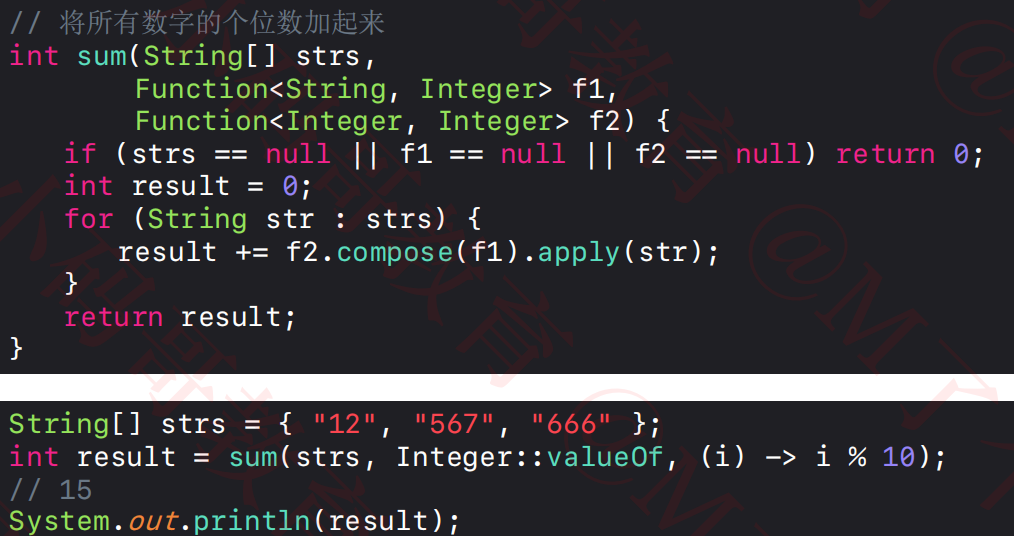 // 将所有数字的个位数加起来
int sum(String[] strs,
        Function<String, Integer> f1,
        Function<Integer, Integer> f2) {
    if (strs == null || f1 == null || f2 == null) return 0;
    int result = 0;
    for (String str : strs) {
        result += f2.compose(f1).apply(str);
    }
    return result;
}
String[] strs = { "12", "567", "666" };
int result = sum(strs, Integer::valueOf, (i) -> i % 10);
// 15
System.out.println(result);